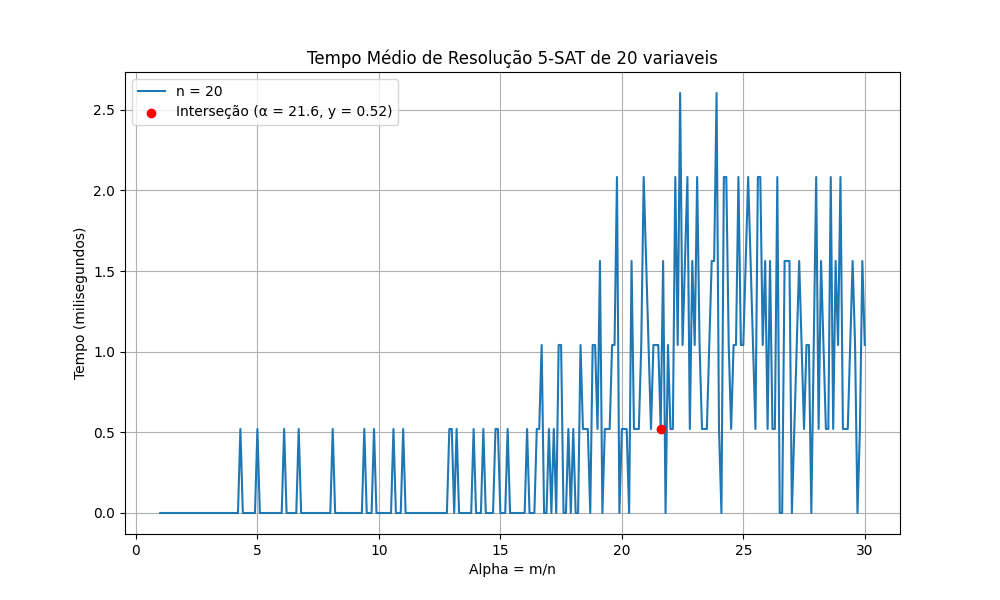 Tempo Médio de Resolução 5-SAT de 20 variaveis
n = 20
Interseção (α = 21.6, y = 0.52)
Tempo (milisegundos)
2.5
2.0
1.5
1.0
0.5
0.0
0 5 10 15 20 25 30
Alpha = m/n